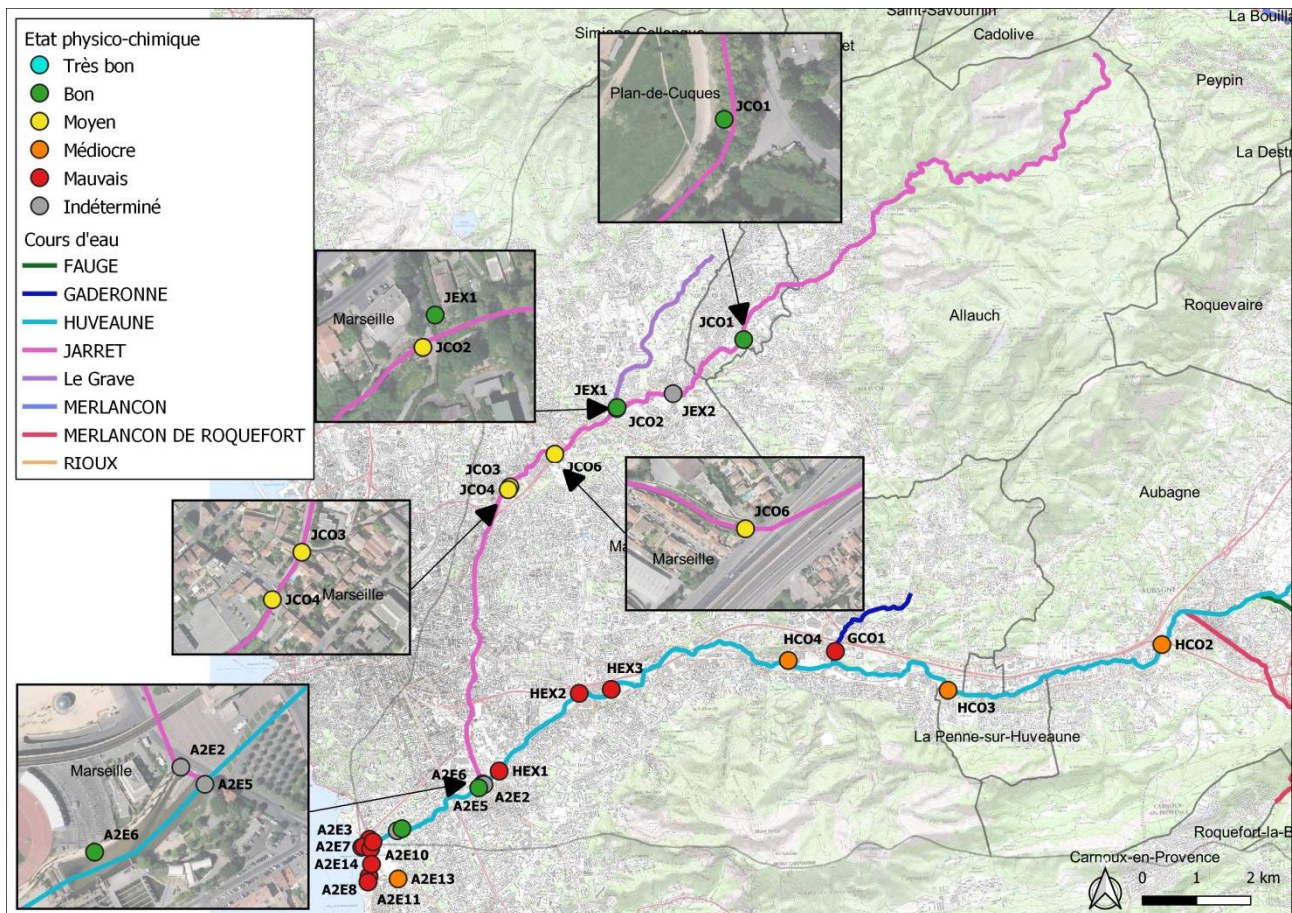 Etat physico-chimique
Très bon
Bon
Moyen
Médiocre
Mauvais
Indéterminé
Cours d'eau
FAUGE
GADERONNE
HUVEAUNE
JARRET
Le Grave
MERLANCON
MERLANCON DE ROQUEFORT
RIOUX
Saint-Savournin
Cadolive
La Bouilla
Peypin
La Destr
Roquevaire
Allauch
Aubagne
Plan-de-Cuques
JCO1
JCO1
Marseille
JEX1
JCO2
JEX1
JCO2
JEX2
JCO6
JCO3
JCO4
JCO3
JCO4
Marseille
JCO6
Marseille
HCO4
GCO1
HCO2
HCO3
La Penne-sur-Huveaune
HEX3
HEX2
HEX1
A2E6
A2E5
A2E2
Marseille
A2E2
A2E5
A2E6
A2E3
A2E7
A2E10
A2E14
A2E13
A2E8
A2E11
AUBAGNE
Roquefort-la-B
Carnoux-en-Provence
0 1 2 km